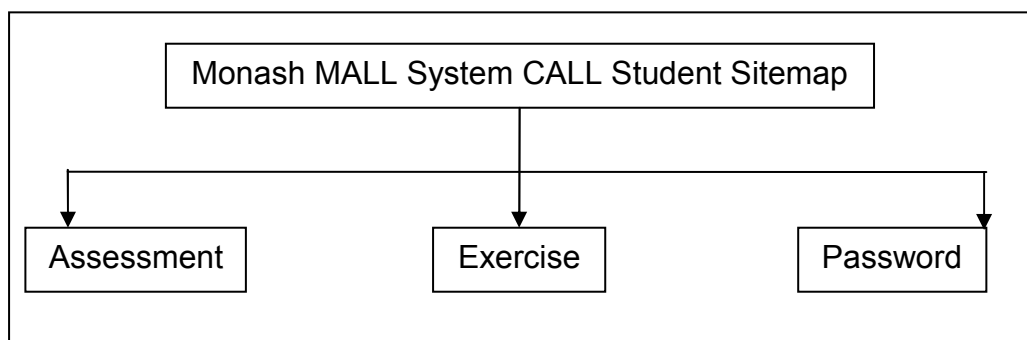 Monash MALL System CALL Student Sitemap
Assessment
Exercise
Password